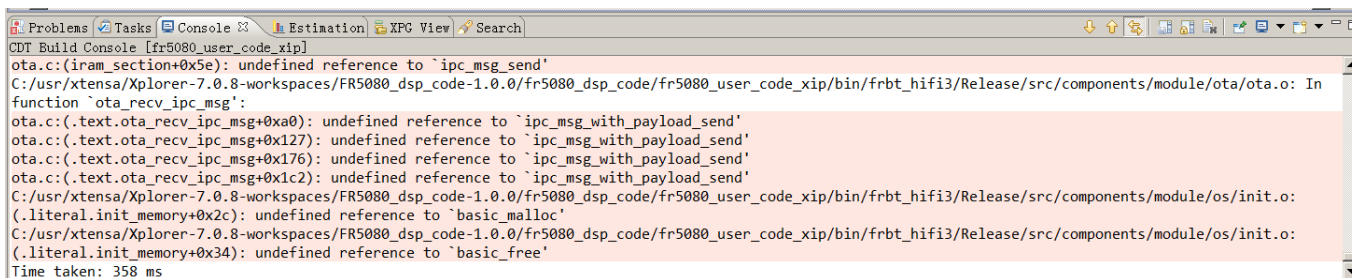 Problems Tasks Console Estimation XPG View Search
CDT Build Console [fr5080_user_code_xip]
ota.c:(iram_section+0x5e): undefined reference to `ipc_msg_send'
C:/usr/xtensa/Xplorer-7.0.8-workspaces/FR5080_dsp_code-1.0.0/fr5080_dsp_code/fr5080_user_code_xip/bin/frbt_hifi3/Release/src/components/module/ota/ota.o: In
function `ota_recv_ipc_msg':
ota.c:(.text.ota_recv_ipc_msg+0xa0): undefined reference to `ipc_msg_with_payload_send'
ota.c:(.text.ota_recv_ipc_msg+0x127): undefined reference to `ipc_msg_with_payload_send'
ota.c:(.text.ota_recv_ipc_msg+0x176): undefined reference to `ipc_msg_with_payload_send'
ota.c:(.text.ota_recv_ipc_msg+0x1c2): undefined reference to `ipc_msg_with_payload_send'
C:/usr/xtensa/Xplorer-7.0.8-workspaces/FR5080_dsp_code-1.0.0/fr5080_dsp_code/fr5080_user_code_xip/bin/frbt_hifi3/Release/src/components/module/os/init.o:
(.literal.init_memory+0x2c): undefined reference to `basic_malloc'
C:/usr/xtensa/Xplorer-7.0.8-workspaces/FR5080_dsp_code-1.0.0/fr5080_dsp_code/fr5080_user_code_xip/bin/frbt_hifi3/Release/src/components/module/os/init.o:
(.literal.init_memory+0x34): undefined reference to `basic_free'
Time taken: 358 ms